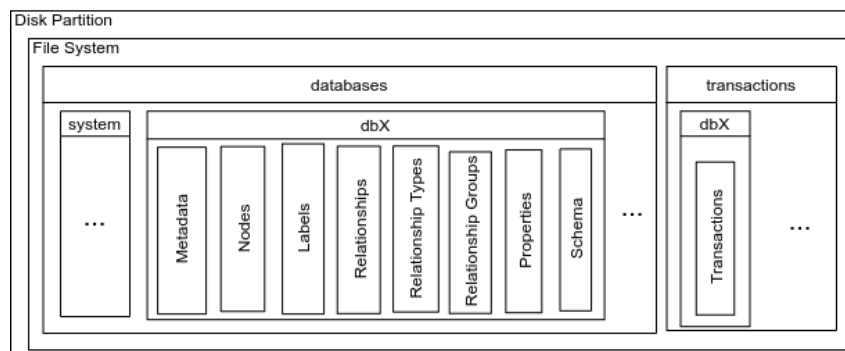 Disk Partition
File System
databases
transactions
system
dbX
dbX
...
Metadata
Nodes
Labels
Relationships
Relationship Types
Relationship Groups
Properties
Schema
...
Transactions
...